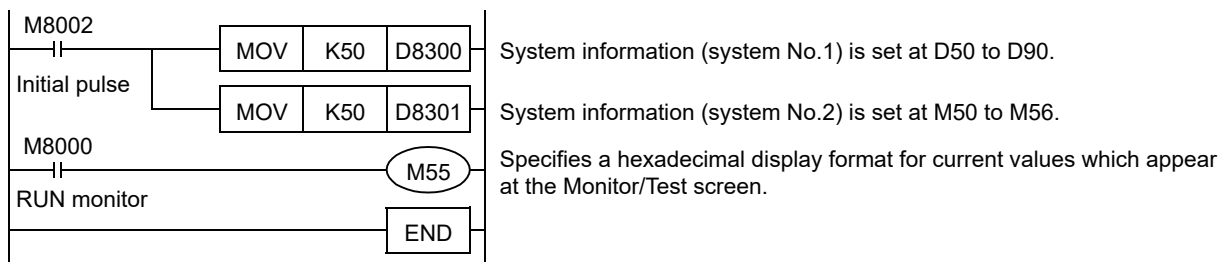 M8002
MOV K50 D8300 System information (system No.1) is set at D50 to D90.
Initial pulse
MOV K50 D8301 System information (system No.2) is set at M50 to M56.
M8000
M55 Specifies a hexadecimal display format for current values which appear
at the Monitor/Test screen.
RUN monitor
END